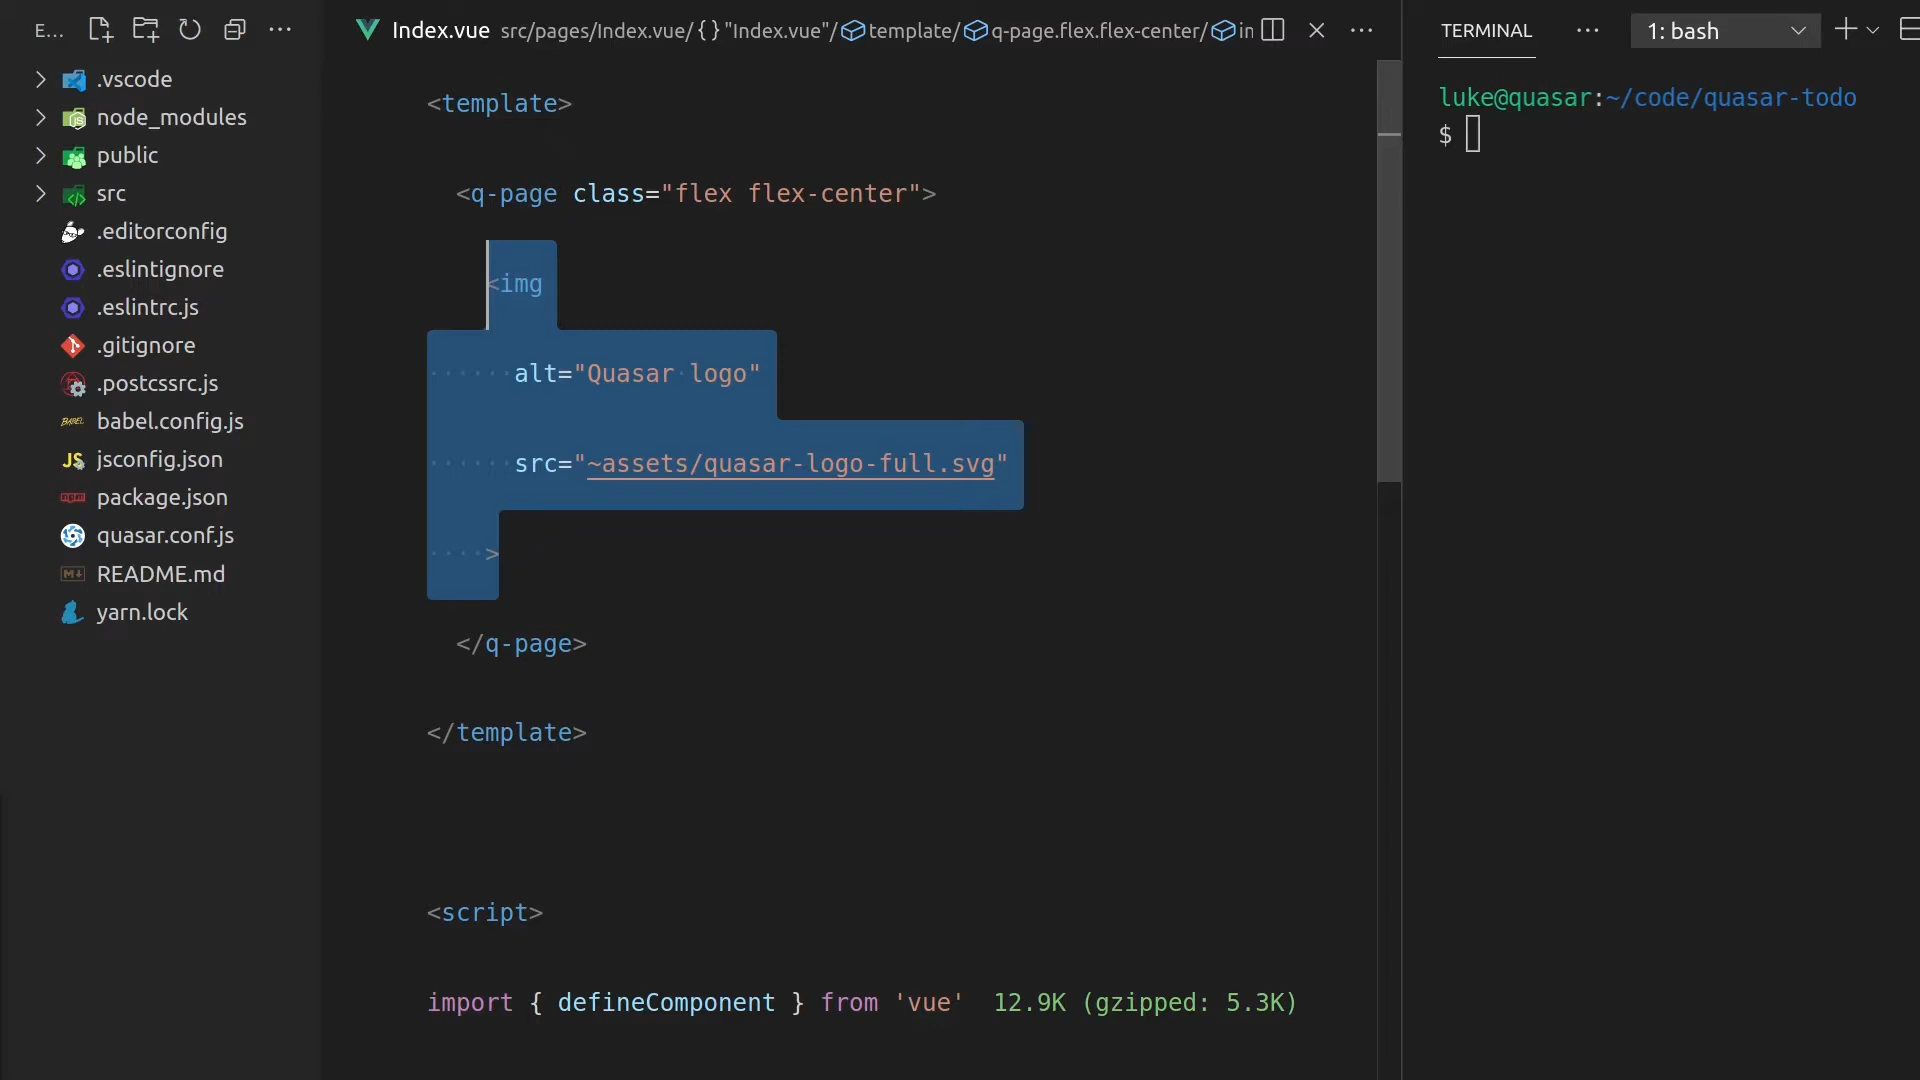 E...
.vscode
node_modules
public
src
.editorconfig
.eslintignore
.eslintrc.js
.gitignore
.postcssrc.js
babel.config.js
jsconfig.json
package.json
quasar.conf.js
README.md
yarn.lock
Index.vue src/pages/Index.vue/ {} "Index.vue"/ template/ q-page.flex.flex-center/ in
<template>
<q-page class="flex flex-center">
<img
alt="Quasar logo"
src="~assets/quasar-logo-full.svg"
>
</q-page>
</template>
<script>
import { defineComponent } from 'vue' 12.9K (gzipped: 5.3K)
TERMINAL
1: bash
luke@quasar:~/code/quasar-todo
$